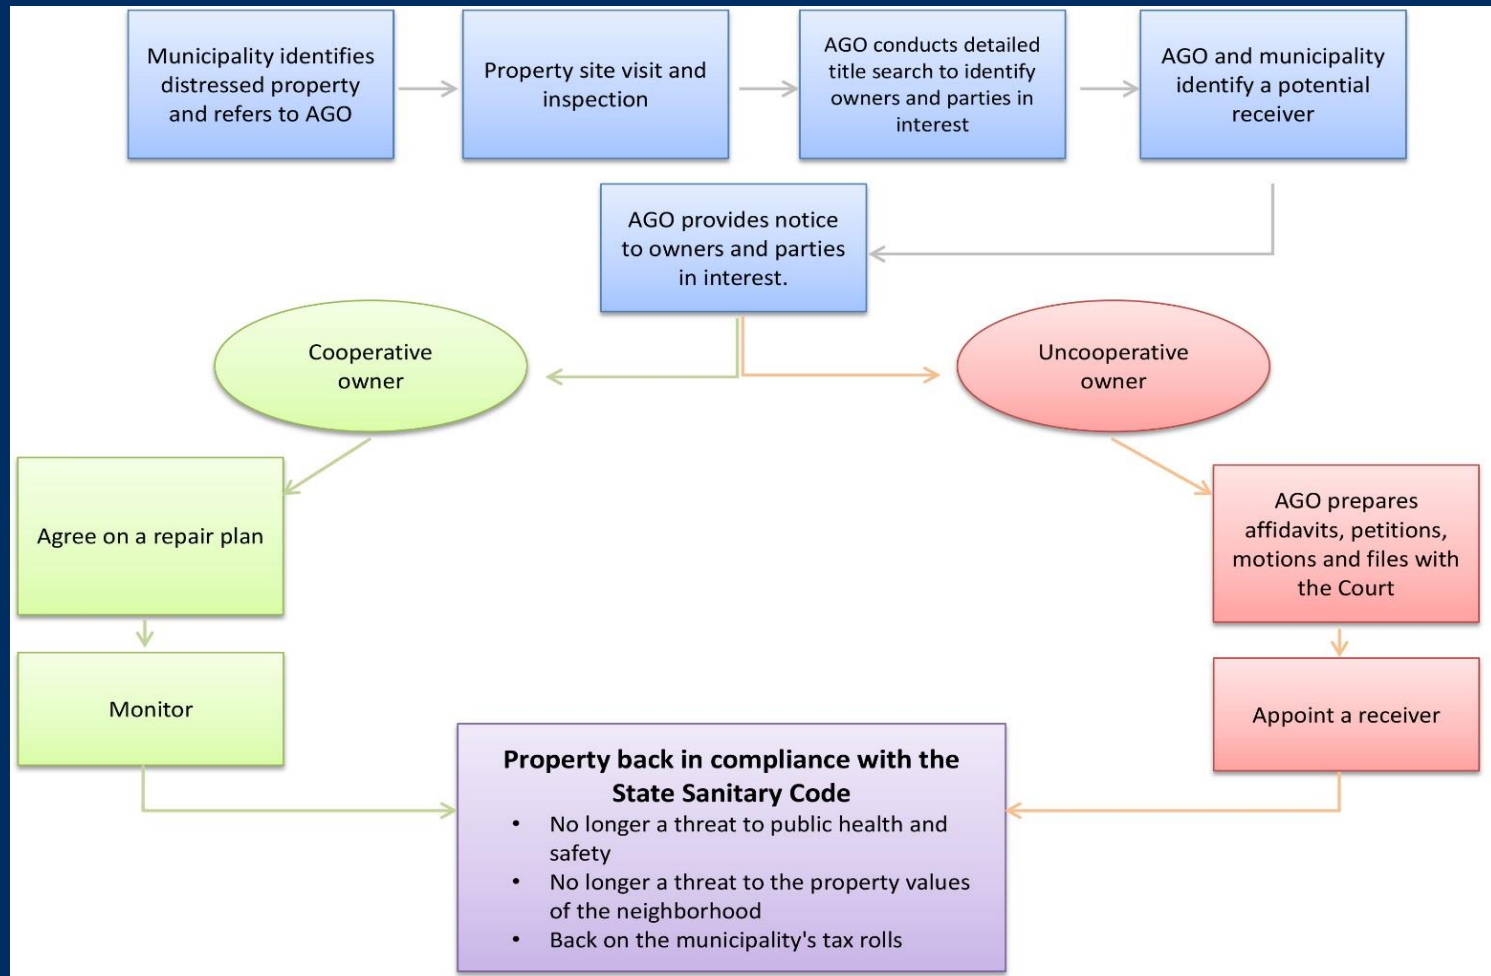 Municipality identifies
distressed property
and refers to AGO
Property site visit and
inspection
AGO conducts detailed
title search to identify
owners and parties in
interest
AGO and municipality
identify a potential
receiver
AGO provides notice
to owners and parties
in interest.
Cooperative
owner
Uncooperative
owner
Agree on a repair plan
AGO prepares
affidavits, petitions,
motions and files with
the Court
Monitor
Appoint a receiver
Property back in compliance with the
State Sanitary Code
• No longer a threat to public health and
safety
• No longer a threat to the property values
of the neighborhood
• Back on the municipality's tax rolls